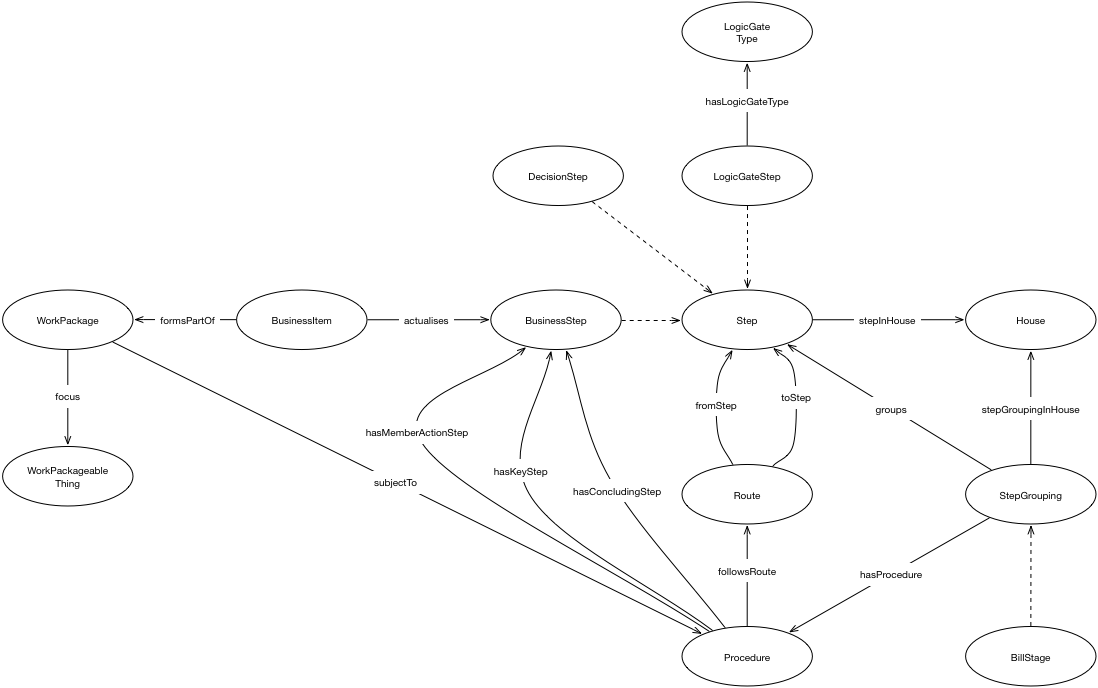 LogicGate
Type
hasLogicGateType
DecisionStep
LogicGateStep
WorkPackage
formsPartOf
BusinessItem
actualises
BusinessStep
Step
stepInHouse
House
focus
fromStep
toStep
groups
stepGroupingInHouse
hasMemberActionStep
WorkPackageable
Thing
subjectTo
hasKeyStep
hasConcludingStep
Route
StepGrouping
followsRoute
hasProcedure
Procedure
BillStage